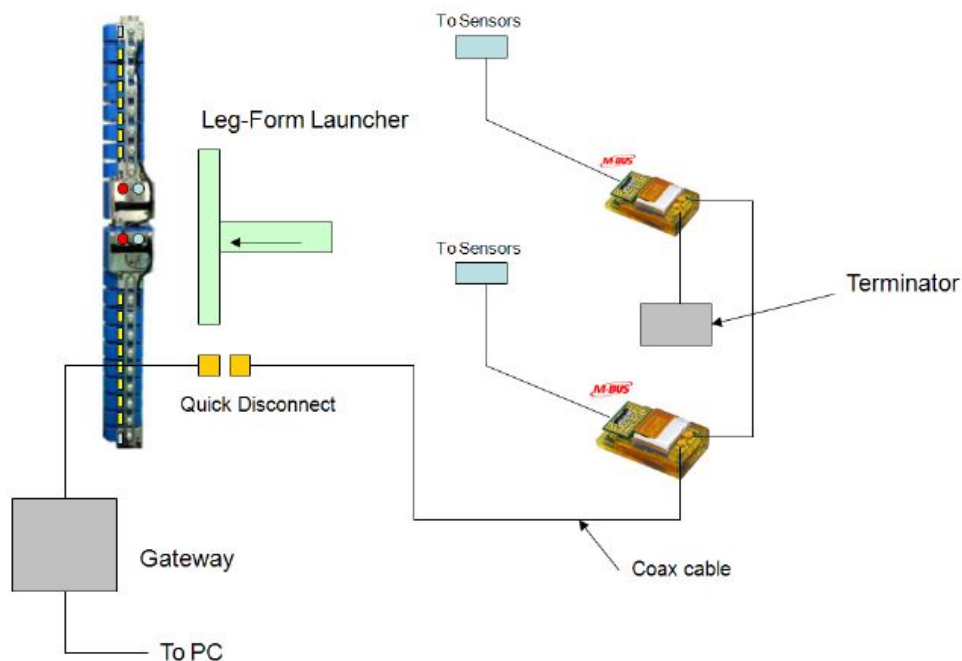 To Sensors
Leg-Form Launcher
M-BUS
To Sensors
Terminator
M-BUS
Quick Disconnect
Gateway
Coax cable
To PC